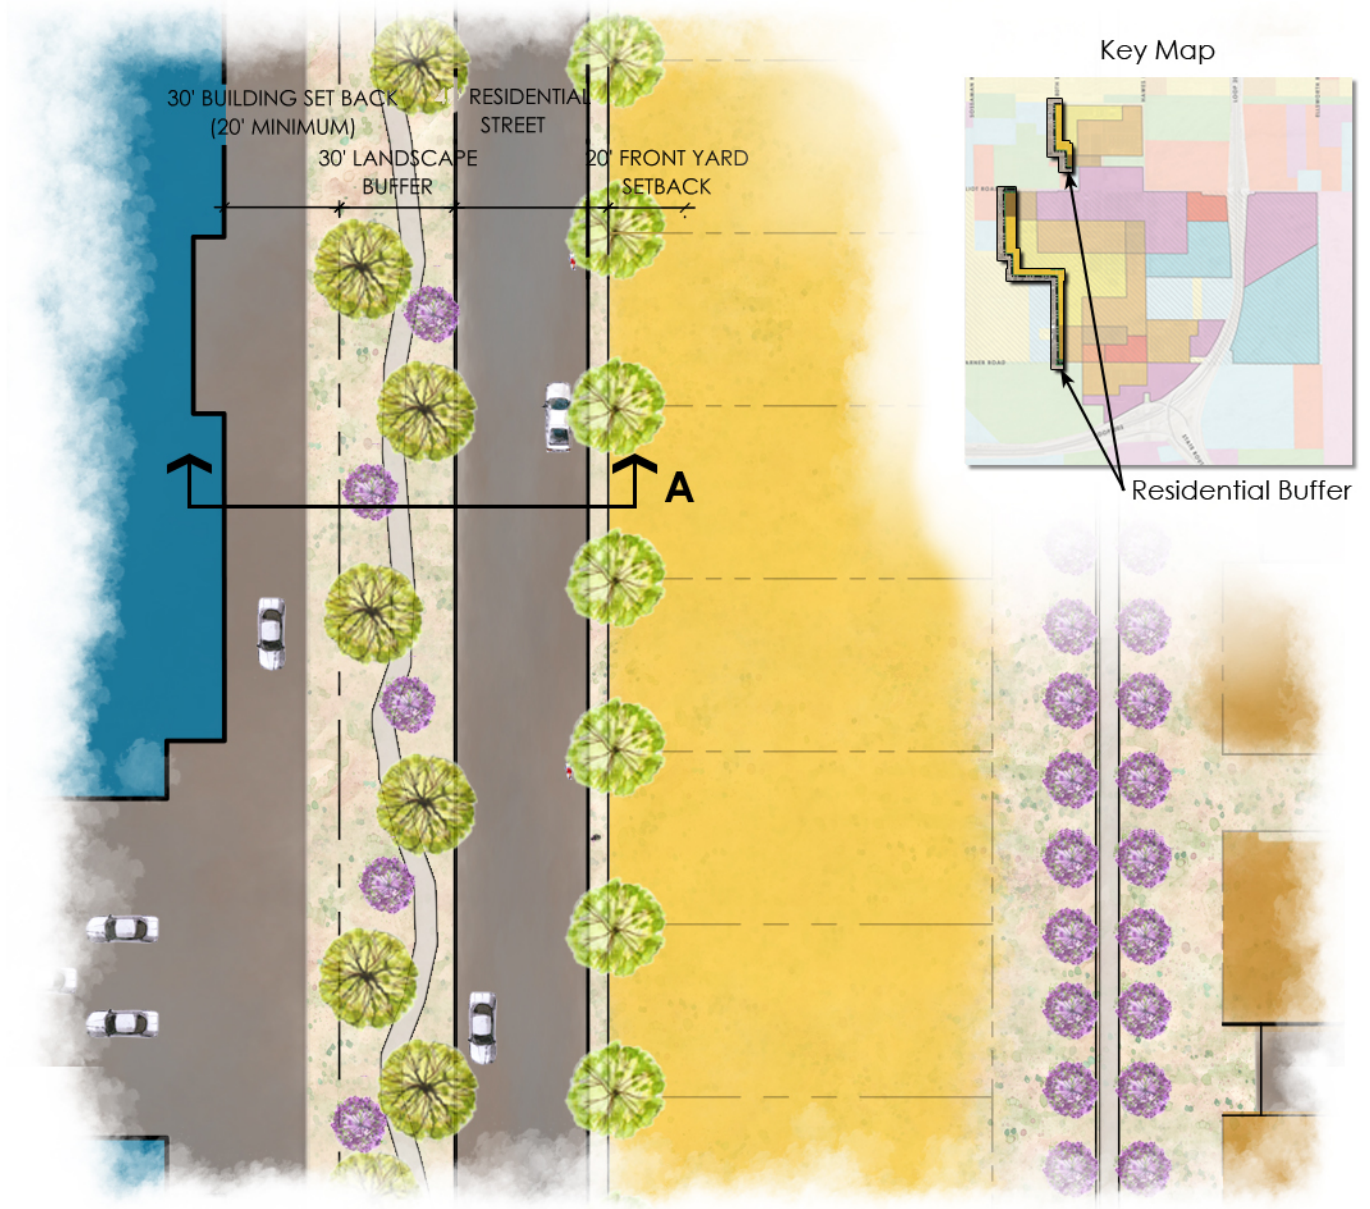 Key Map
30' BUILDING SET BACK
(20' MINIMUM)
RESIDENTIAL
STREET
30' LANDSCAPE
BUFFER
20' FRONT YARD
SETBACK
A
Residential Buffer